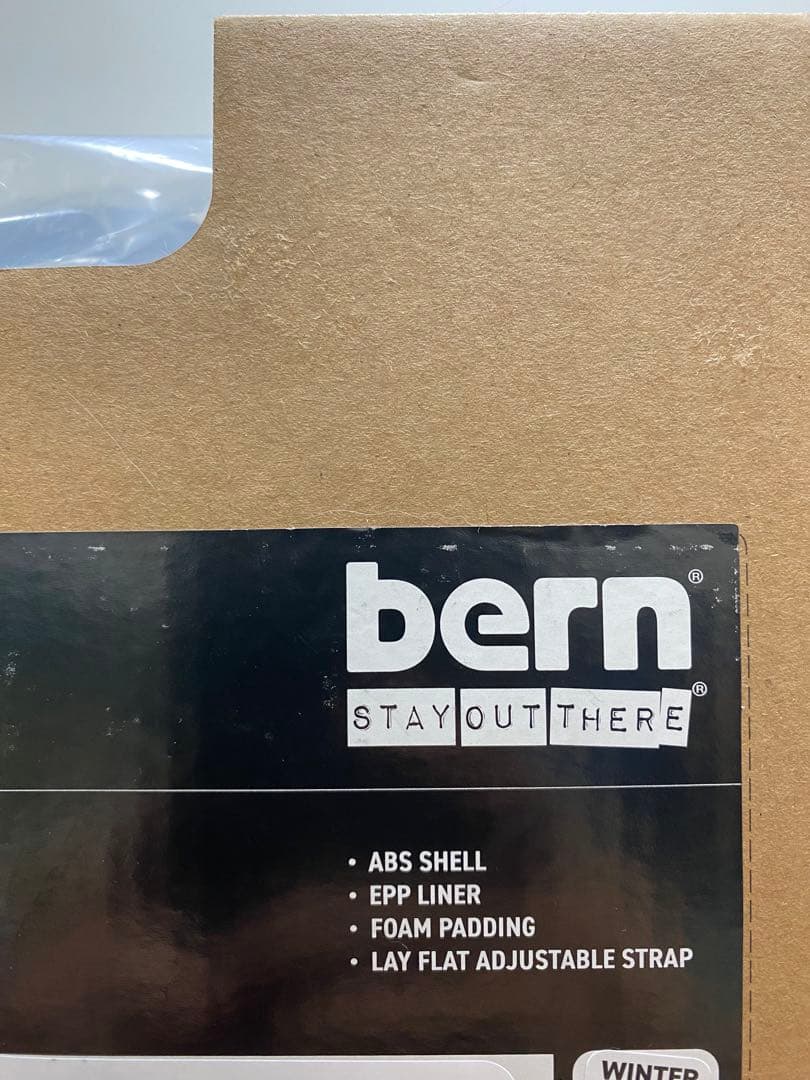 bern®
STAY OUT THERE®
• ABS SHELL
• EPP LINER
• FOAM PADDING
• LAY FLAT ADJUSTABLE STRAP
WINTER